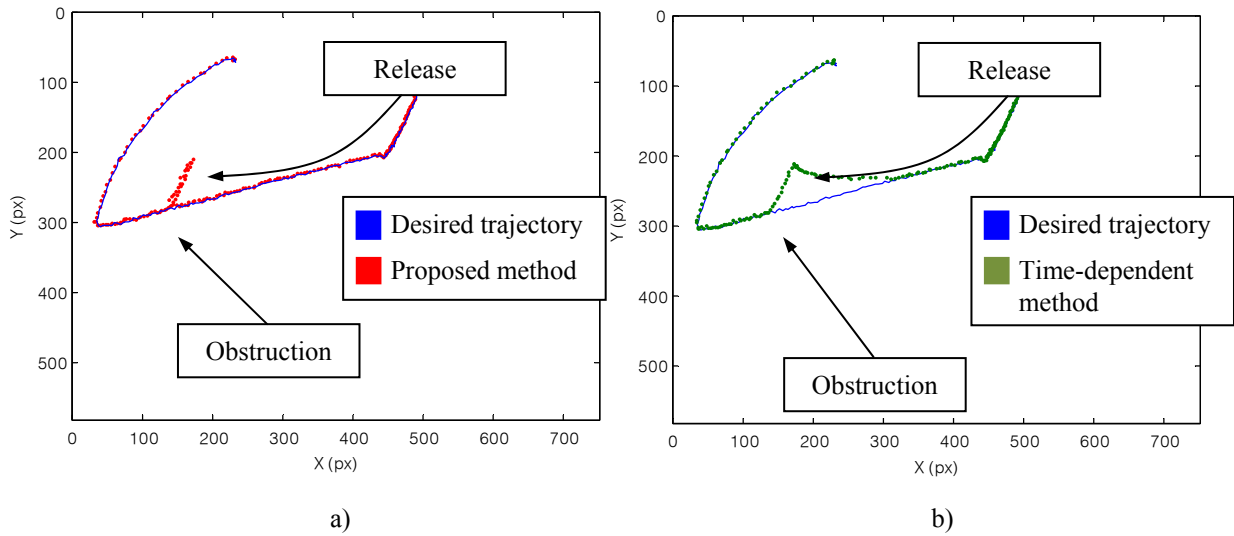 0
100
200
300
400
500
Y (px)
0 100 200 300 400 500 600 700
X (px)
Release
Desired trajectory
Proposed method
Obstruction
a)
0
100
200
300
400
500
Y (px)
0 100 200 300 400 500 600 700
X (px)
Release
Desired trajectory
Time-dependent
method
Obstruction
b)